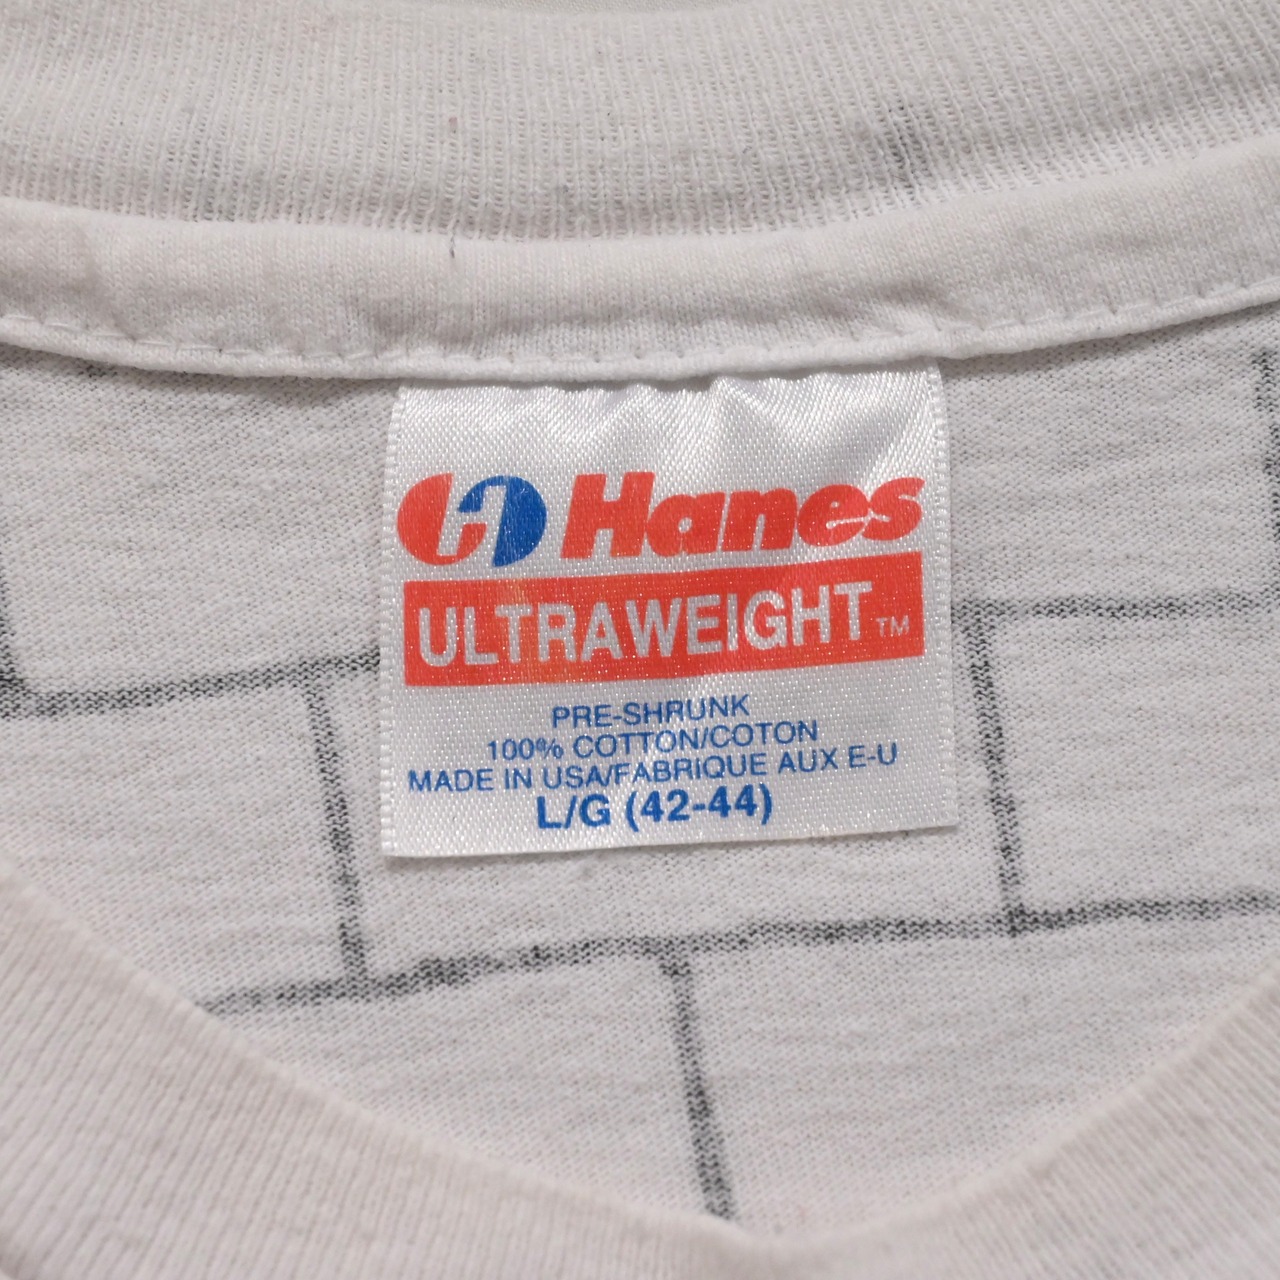 Hanes
ULTRAWEIGHT™
PRE-SHRUNK
100% COTTON/COTON
MADE IN USA/FABRIQUE AUX E-U
L/G (42-44)